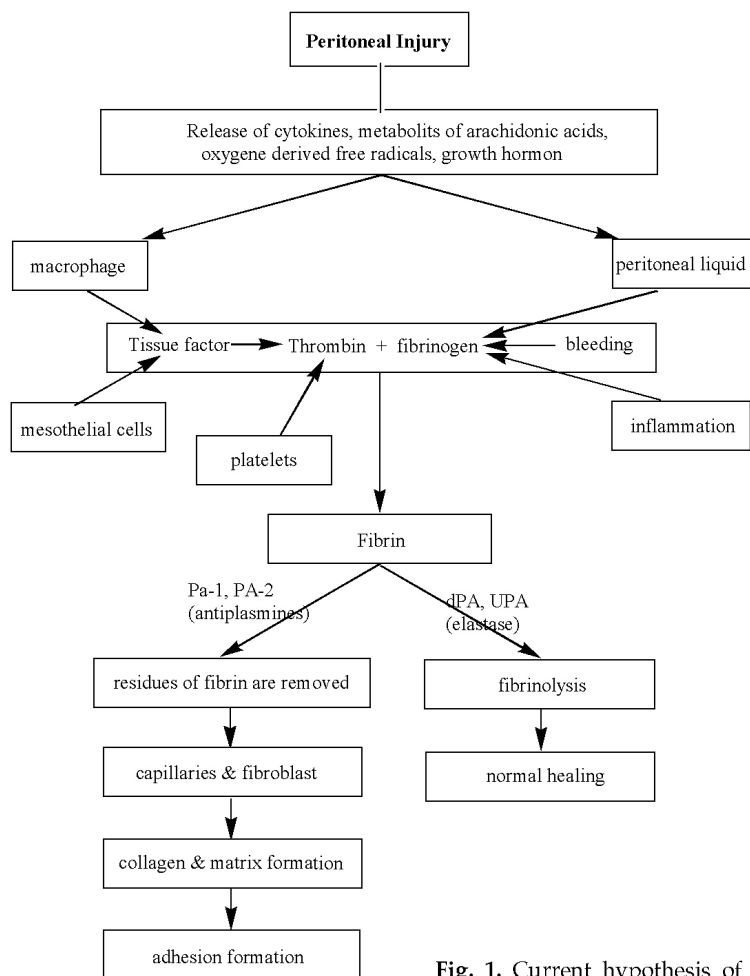 Peritoneal Injury
Release of cytokines, metabolits of arachidonic acids,
oxygene derived free radicals, growth hormon
macrophage
peritoneal liquid
Tissue factor
Thrombin + fibrinogen
bleeding
mesothelial cells
platelets
inflammation
Fibrin
Pa-1, PA-2
(antiplasmines)
dPA, UPA
(elastase)
residues of fibrin are removed
fibrinolysis
capillaries & fibroblast
normal healing
collagen & matrix formation
adhesion formation
Fig. 1. Current hypothesis of